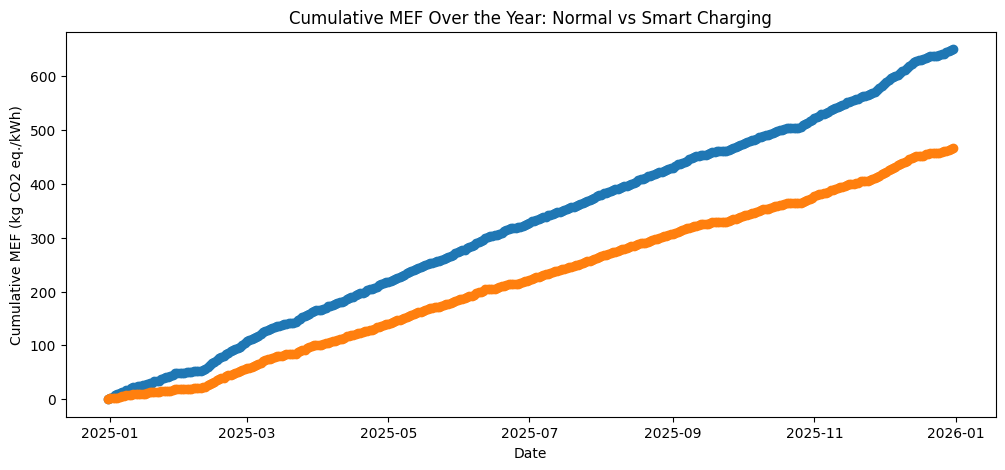 Cumulative MEF Over the Year: Normal vs Smart Charging
Cumulative MEF (kg CO2 eq./kWh)
600
500
400
300
200
100
0
2025-01 2025-03 2025-05 2025-07 2025-09 2025-11 2026-01
Date